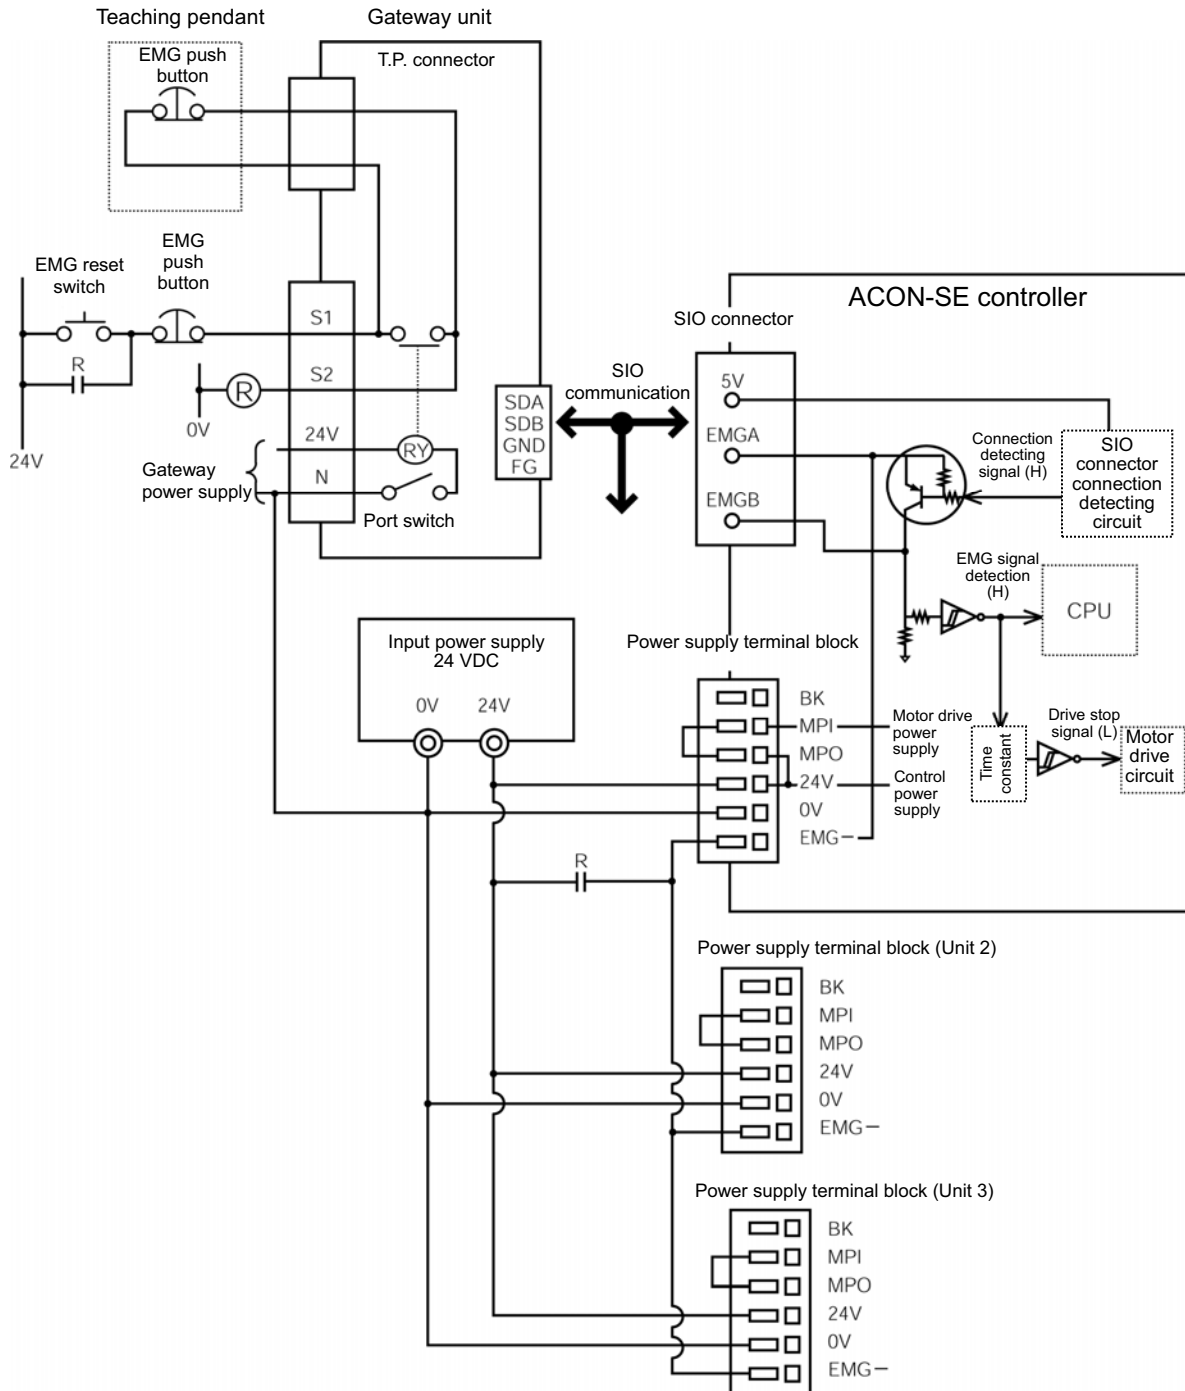 Teaching pendant
Gateway unit
EMG push
button
T.P. connector
EMG reset
switch
EMG
push
button
R
S1
S2
R
0V
24V
24V
RY
N
Gateway
power supply
Port switch
SDA
SDB
GND
FG
SIO
communication
ACON-SE controller
SIO connector
5V
EMGA
EMGB
Connection
detecting
signal (H)
SIO
connector
connection
detecting
circuit
EMG signal
detection
(H)
CPU
Input power supply
24 VDC
0V
24V
Power supply terminal block
BK
MPI
MPO
24V
0V
EMG−
Motor drive
power
supply
Control
power
supply
Time
constant
Drive stop
signal (L)
Motor
drive
circuit
R
Power supply terminal block (Unit 2)
BK
MPI
MPO
24V
0V
EMG−
Power supply terminal block (Unit 3)
BK
MPI
MPO
24V
0V
EMG−